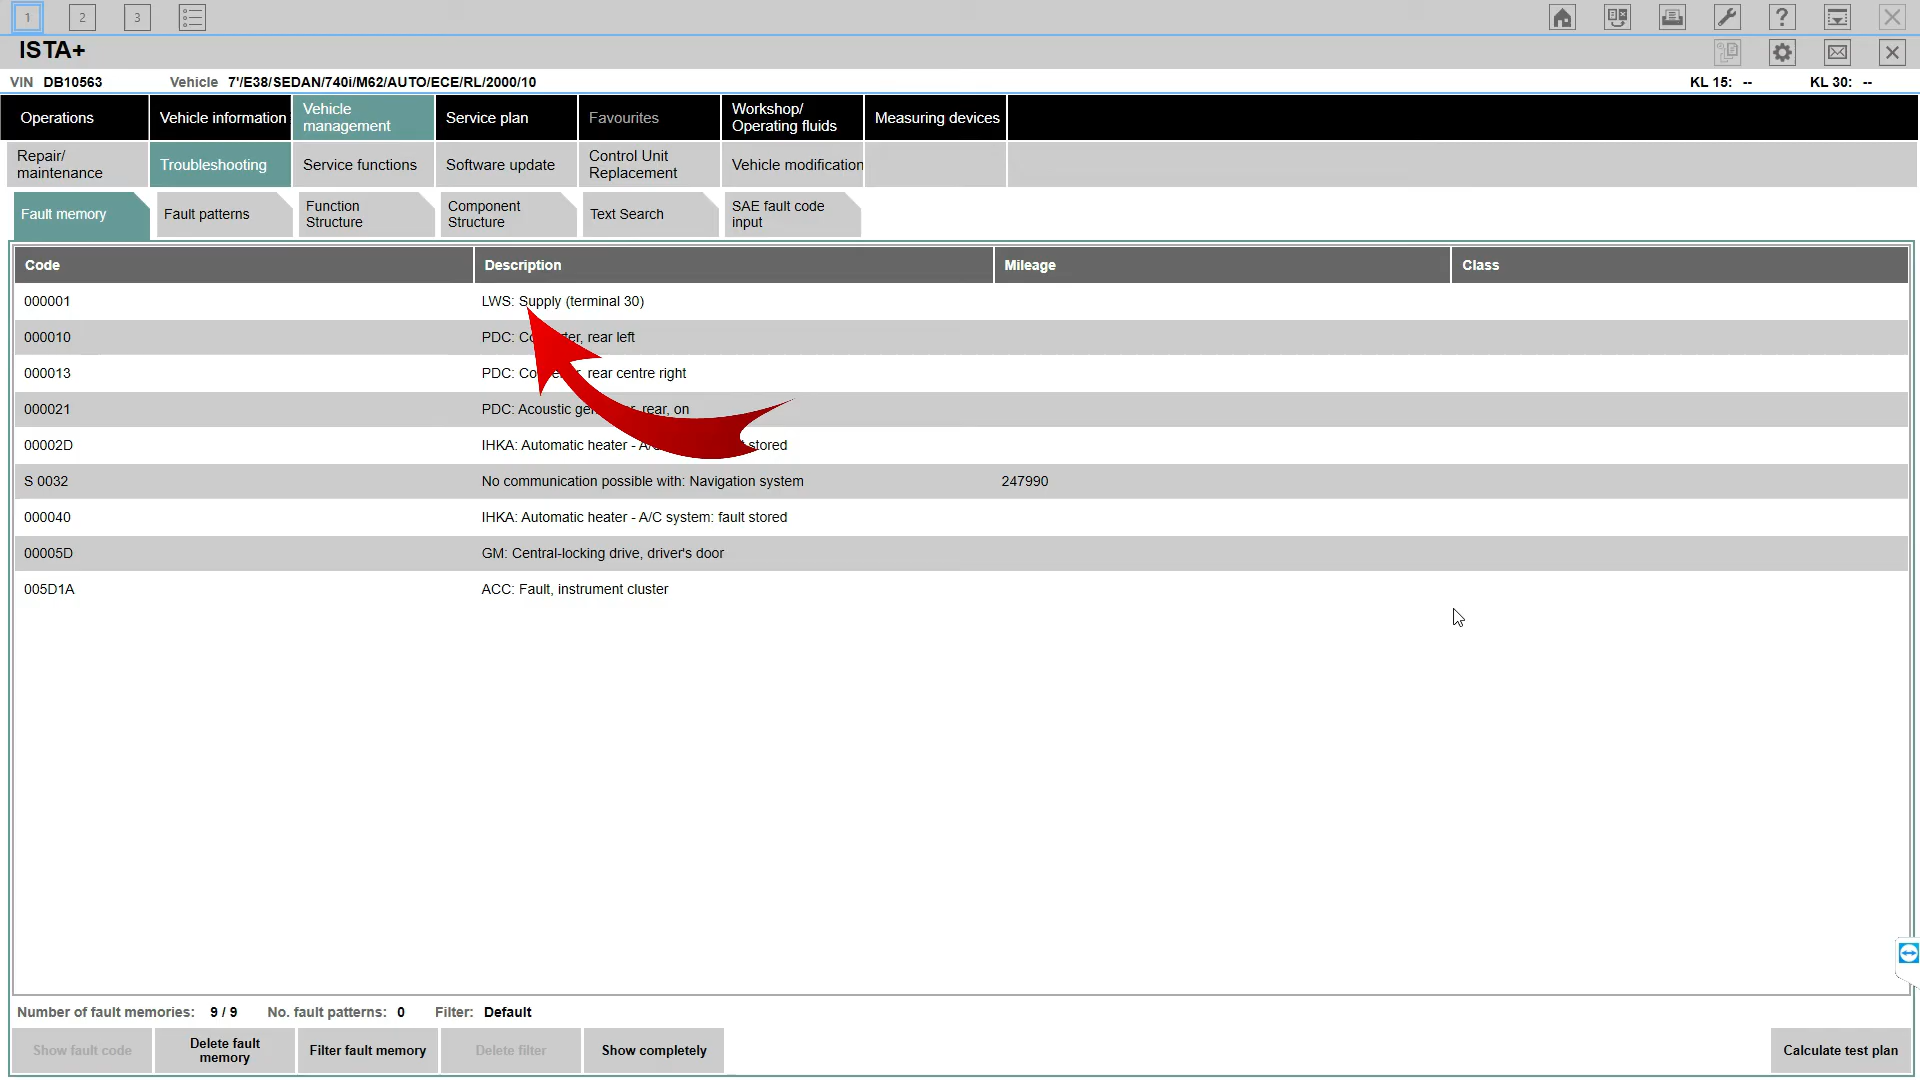 1 2 3
ISTA+
VIN DB10563 Vehicle 7'/E38/SEDAN/740i/M62/AUTO/ECE/RL/2000/10 KL 15: -- KL 30: --
Operations Vehicle information Vehicle management Service plan Favourites Workshop/ Operating fluids Measuring devices
Repair/ maintenance Troubleshooting Service functions Software update Control Unit Replacement Vehicle modification
Fault memory Fault patterns Function Structure Component Structure Text Search SAE fault code input
Code Description Mileage Class
000001 LWS: Supply (terminal 30)
000010 PDC: rear left
000013 PDC: rear centre right
000021 PDC: Acoustic rear, on
00002D IHKA: Automatic heater - stored
S 0032 No communication possible with: Navigation system 247990
000040 IHKA: Automatic heater - A/C system: fault stored
00005D GM: Central-locking drive, driver's door
005D1A ACC: Fault, instrument cluster
Number of fault memories: 9 / 9 No. fault patterns: 0 Filter: Default
Show fault code Delete fault memory Filter fault memory Delete filter Show completely Calculate test plan